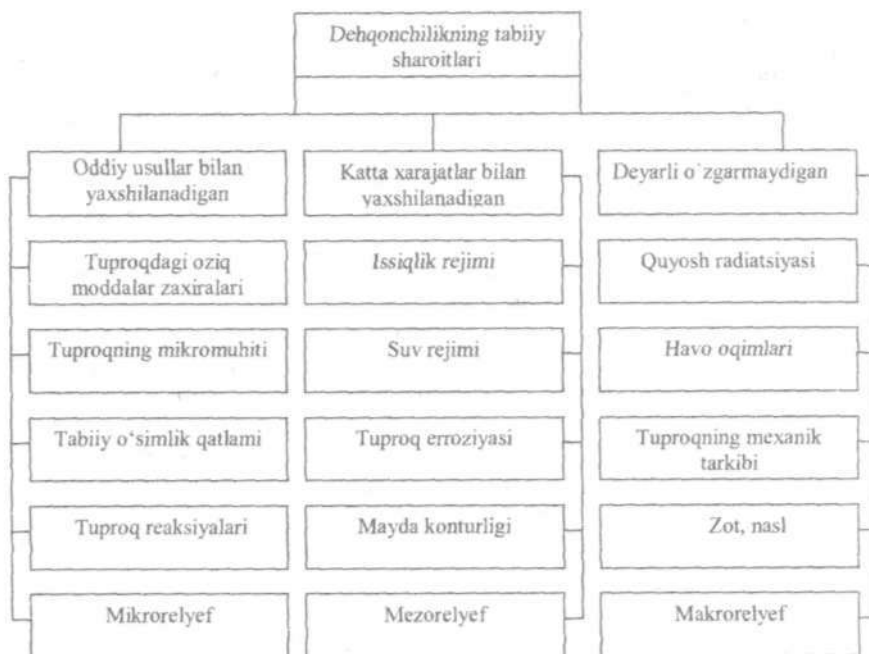 Dehqonchilikning tabiiy
sharoitlari
Oddiy usullar bilan
yaxshilanadigan
Katta xarajatlar bilan
yaxshilanadigan
Deyarli o`zgarmaydigan
Tuproqdagi oziq
moddalar zaxiralari
Issiqlik rejimi
Quyosh radiatsiyasi
Tuproqning mikromuhiti
Suv rejimi
Havo oqimlari
Tabiiy o‘simlik qatlami
Tuproq erroziyasi
Tuproqning mexanik
tarkibi
Tuproq reaksiyalari
Mayda konturligi
Zot, nasl
Mikrorelyef
Mezorelyef
Makrorelyef